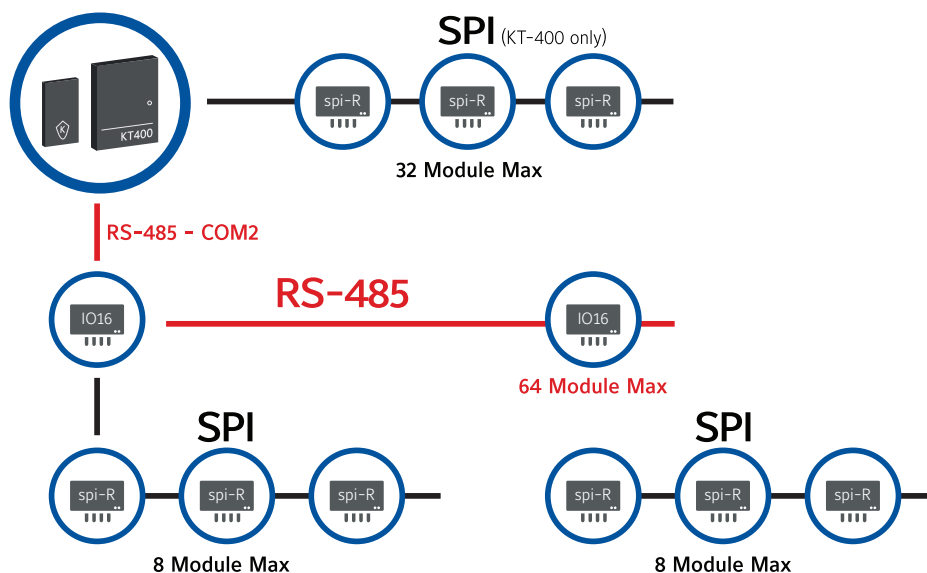 SPI (KT-400 only)
spi-R spi-R spi-R
K
KT400
32 Module Max
RS-485 - COM2
RS-485
IO16 IO16
64 Module Max
SPI SPI
spi-R spi-R spi-R spi-R spi-R spi-R
8 Module Max 8 Module Max